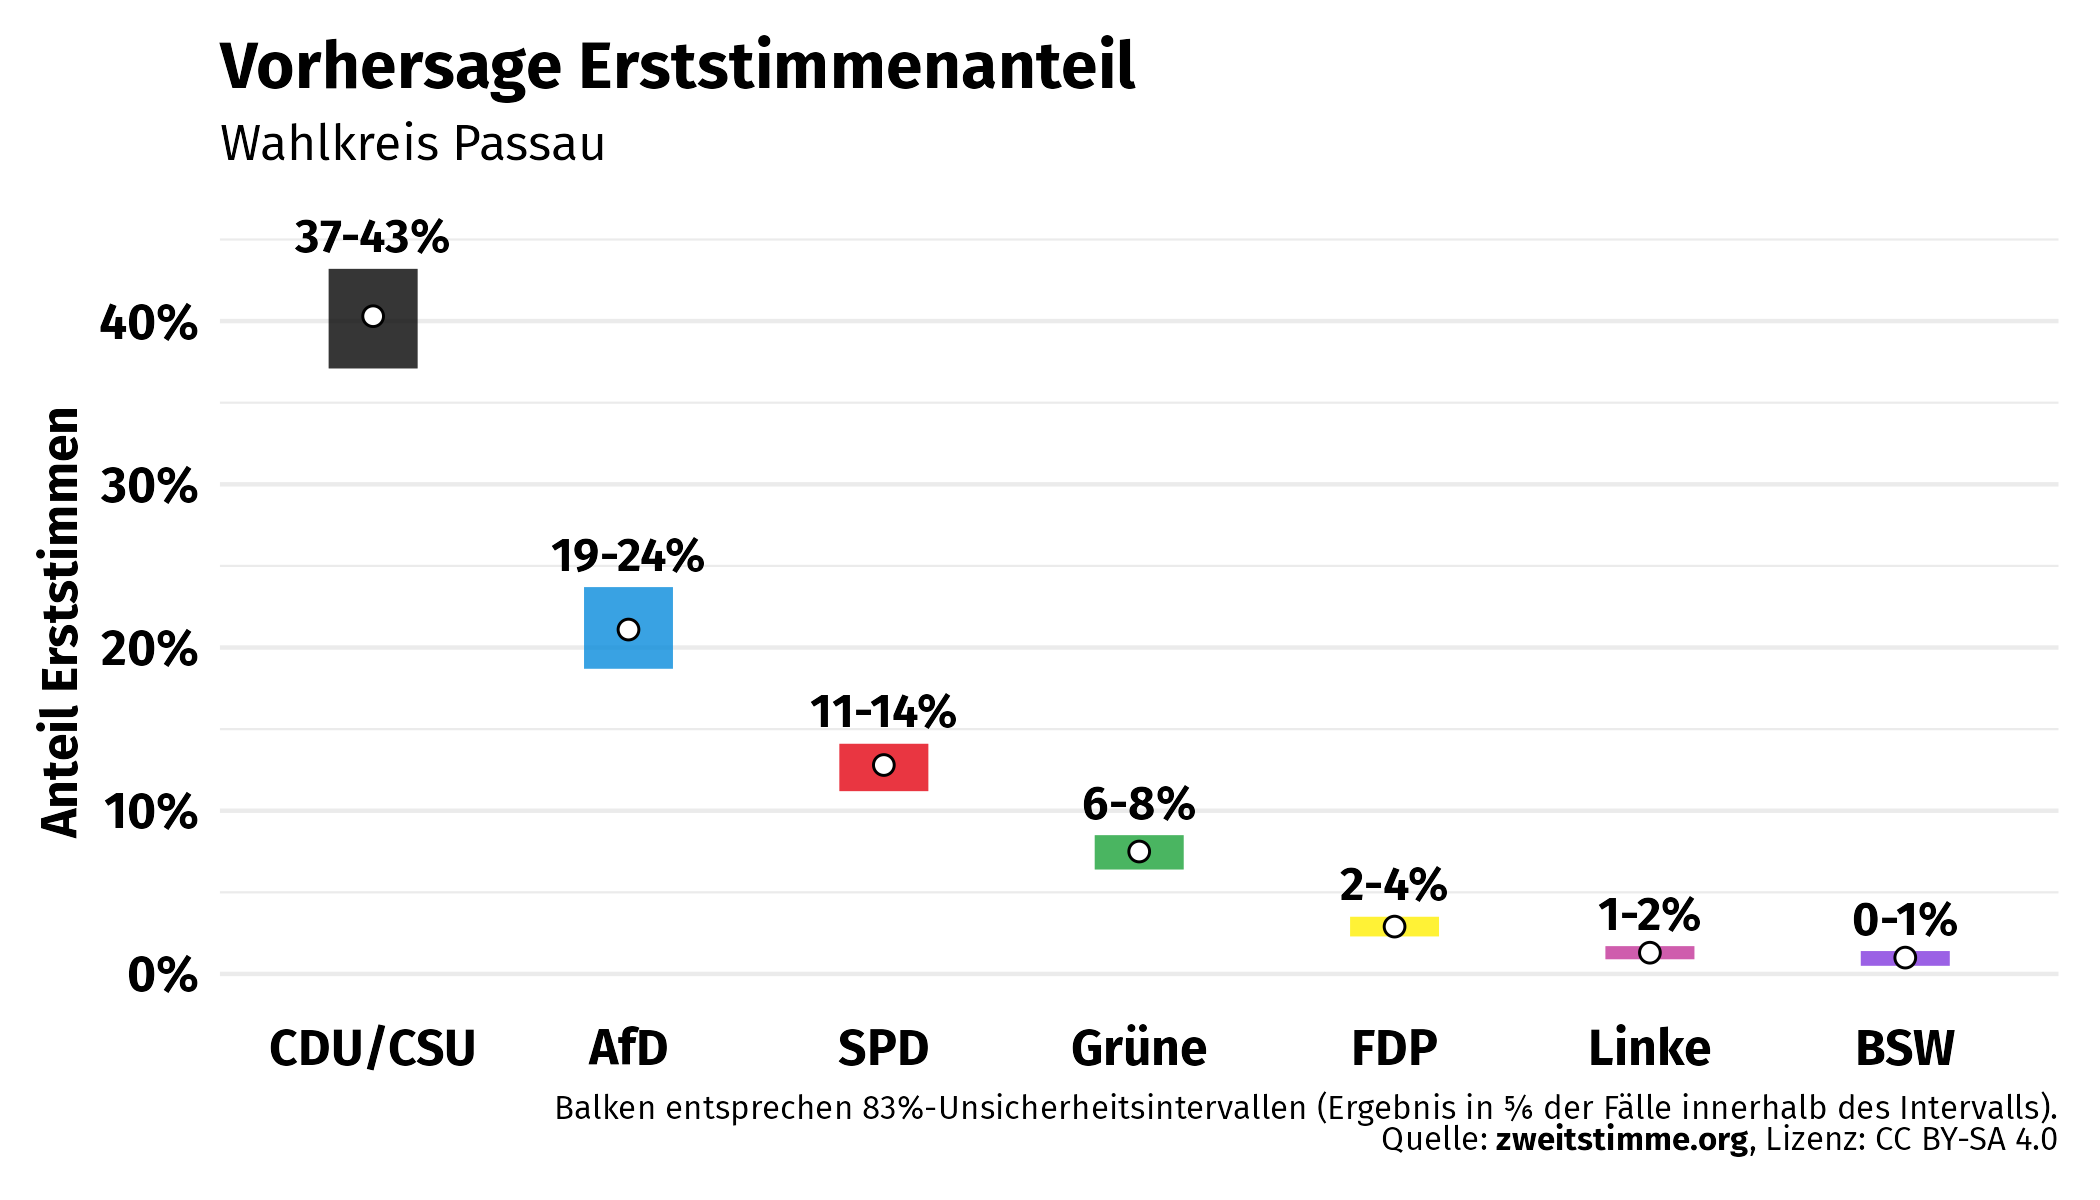 Vorhersage Erststimmenanteil
Wahlkreis Passau
37-43%
40%
30%
19-24%
20%
11-14%
10%
6-8%
2-4%
1-2%
0-1%
0%
Anteil Erststimmen
CDU/CSU AfD SPD Grüne FDP Linke BSW
Balken entsprechen 83%-Unsicherheitsintervallen (Ergebnis in ⅚ der Fälle innerhalb des Intervalls).
Quelle: zweitstimme.org, Lizenz: CC BY-SA 4.0